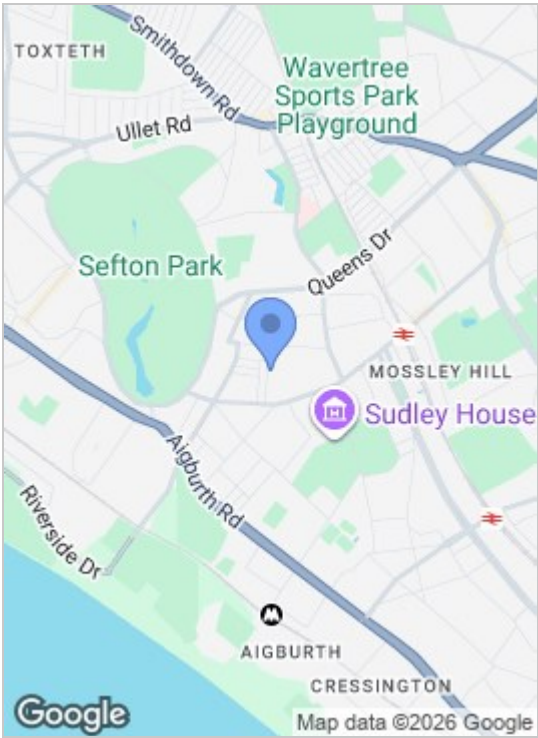 TOXTETH
Smithdown Rd
Wavertree
Sports Park
Playground
Ullet Rd
Sefton Park
Queens Dr
MOSSLEY HILL
Sudley House
Aigburth Rd
Riverside Dr
AIGBURTH
CRESSINGTON
Google
Map data ©2026 Google